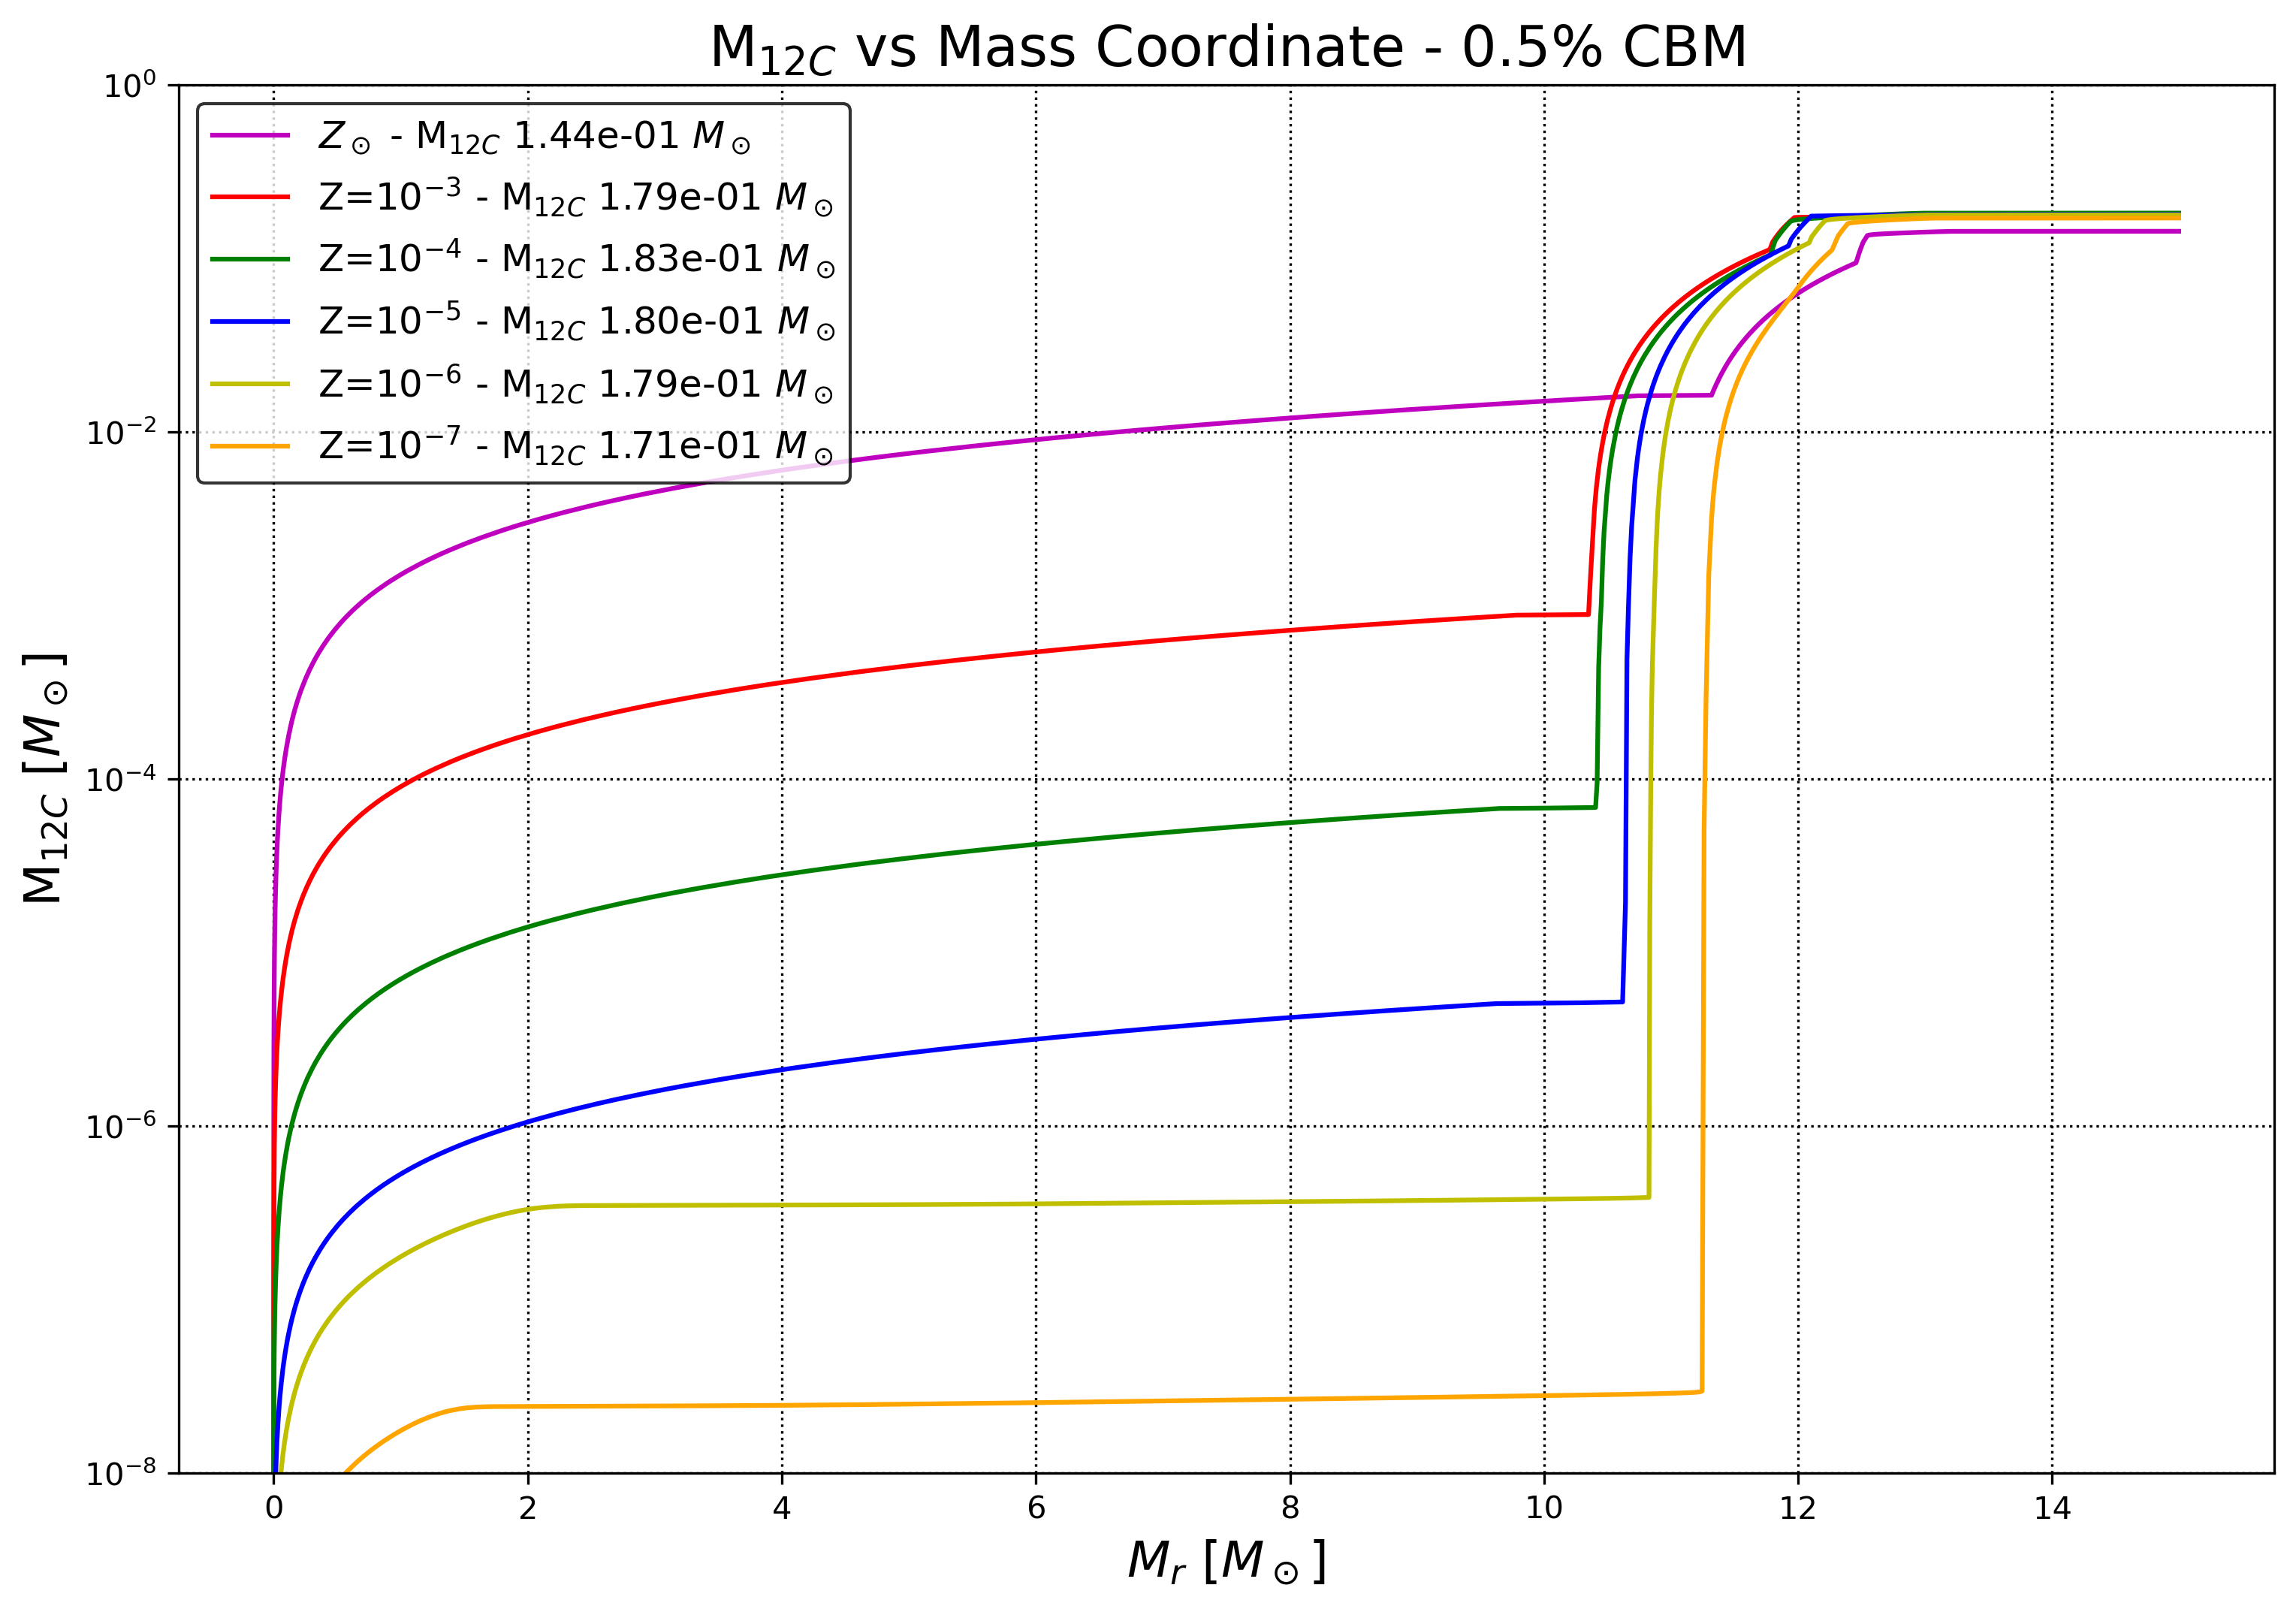 M₁₂C vs Mass Coordinate - 0.5% CBM
10⁰
Z⊙ - M₁₂C 1.44e-01 M⊙
Z=10⁻³ - M₁₂C 1.79e-01 M⊙
Z=10⁻⁴ - M₁₂C 1.83e-01 M⊙
Z=10⁻⁵ - M₁₂C 1.80e-01 M⊙
Z=10⁻⁶ - M₁₂C 1.79e-01 M⊙
Z=10⁻⁷ - M₁₂C 1.71e-01 M⊙
10⁻²
10⁻⁴
10⁻⁶
10⁻⁸
M₁₂C [M⊙]
0 2 4 6 8 10 12 14
Mᵣ [M⊙]